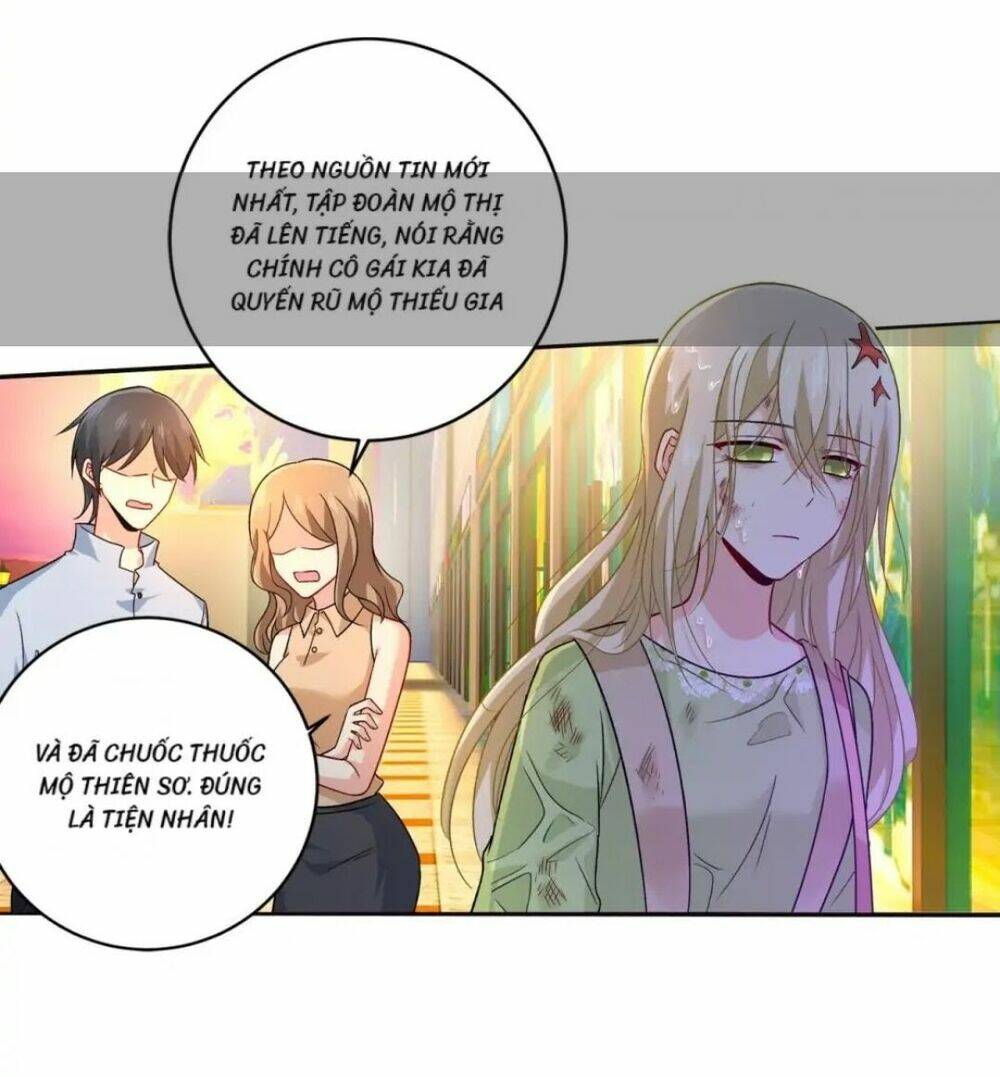 THEO NGUỒN TIN MỚI
NHẤT, TẬP ĐOÀN MỘ THỊ
ĐÃ LÊN TIẾNG, NÓI RẰNG
CHÍNH CÔ GÁI KIA ĐÃ
QUYẾN RŨ MỘ THIẾU GIA
VÀ ĐÃ CHUỐC THUỐC
MỘ THIÊN SƠ. ĐÚNG
LÀ TIỆN NHÂN!